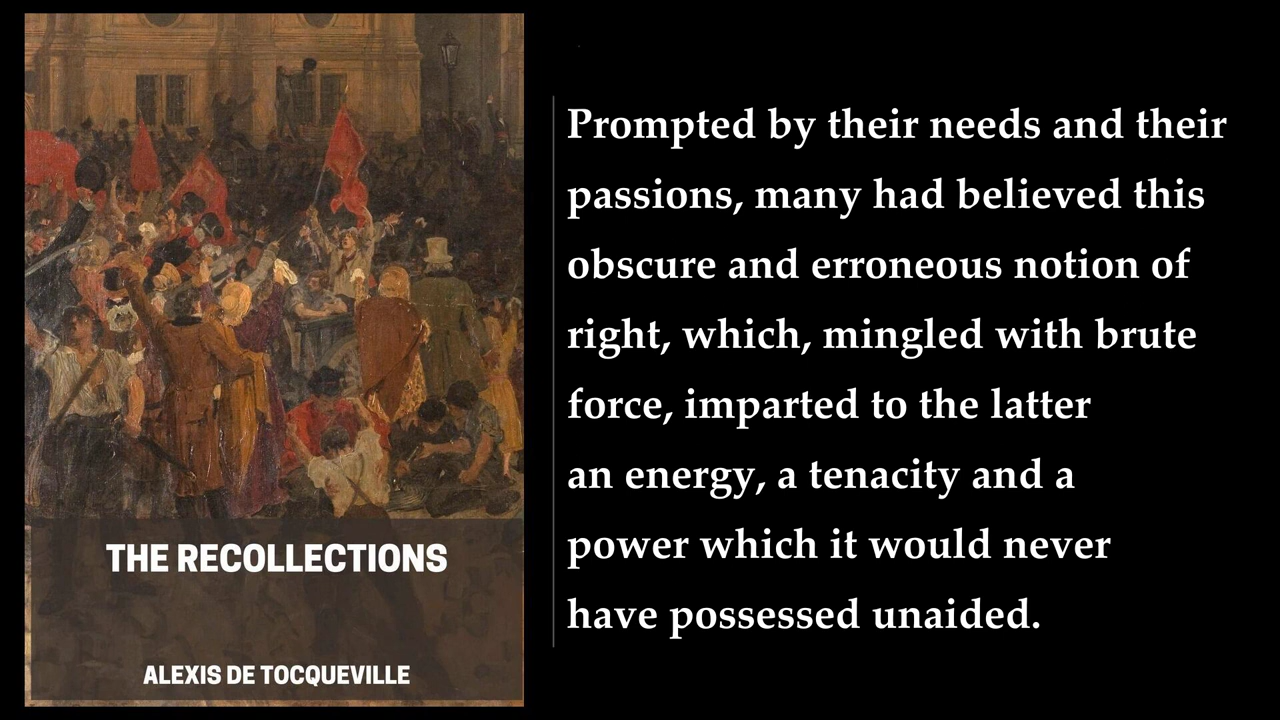 THE RECOLLECTIONS
ALEXIS DE TOCQUEVILLE
Prompted by their needs and their
passions, many had believed this
obscure and erroneous notion of
right, which, mingled with brute
force, imparted to the latter
an energy, a tenacity and a
power which it would never
have possessed unaided.